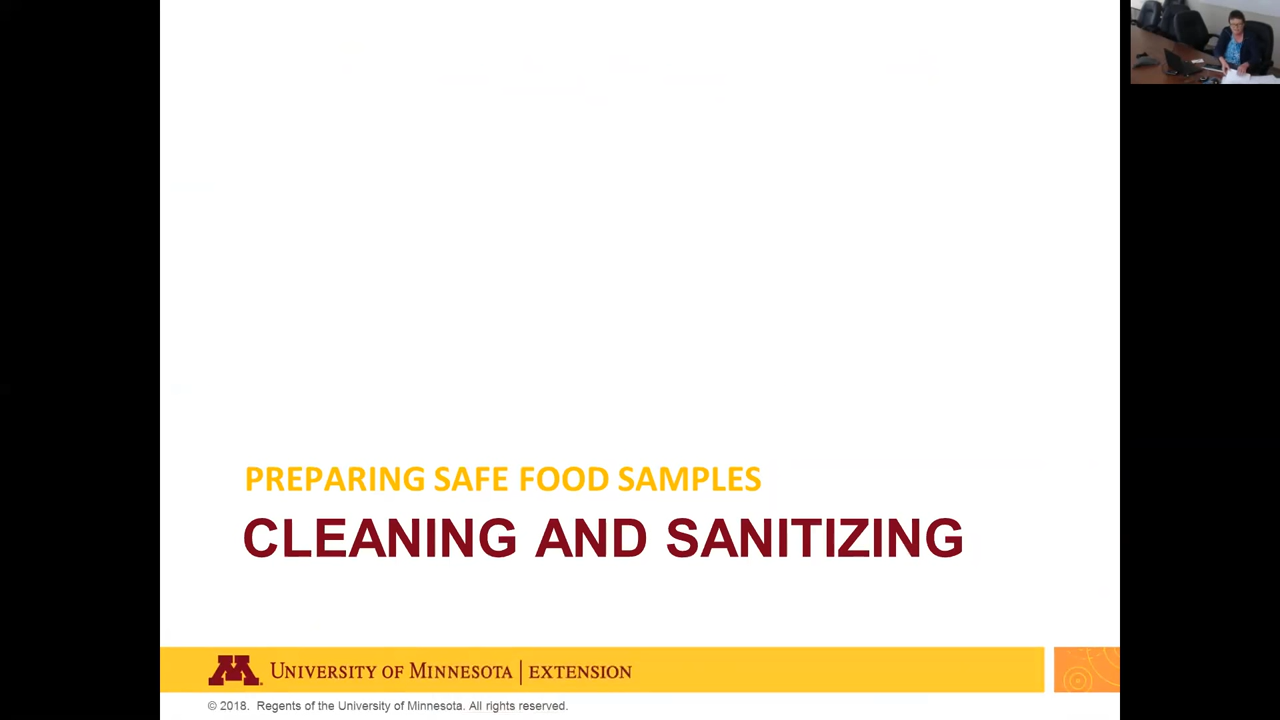 PREPARING SAFE FOOD SAMPLES
CLEANING AND SANITIZING
M UNIVERSITY OF MINNESOTA | EXTENSION
© 2018. Regents of the University of Minnesota. All rights reserved.